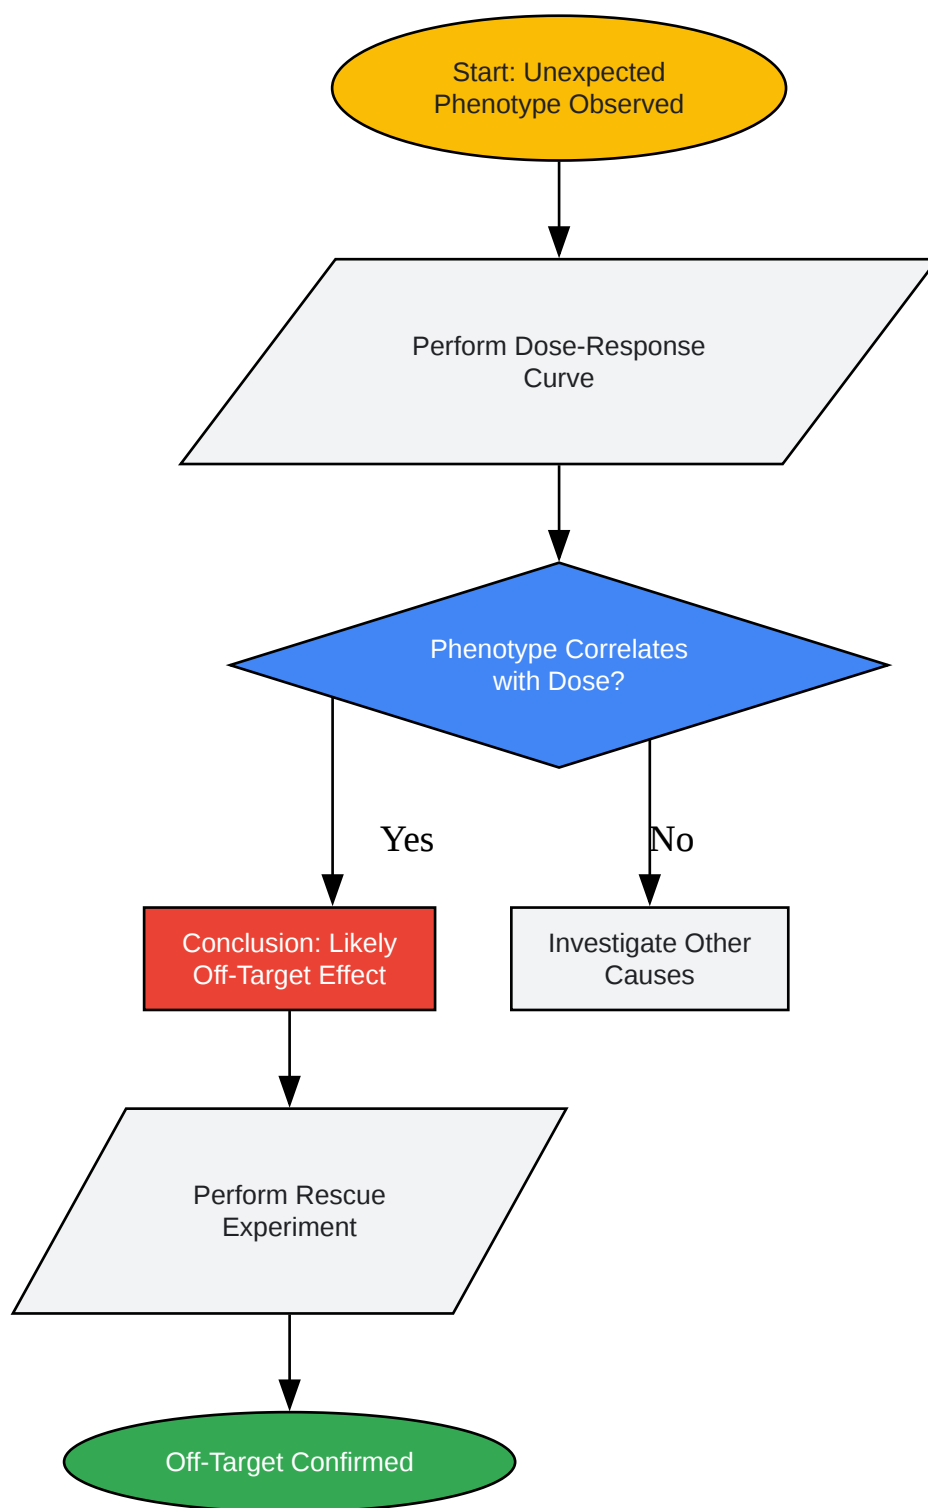 Start: Unexpected
Phenotype Observed
Perform Dose-Response
Curve
Phenotype Correlates
with Dose?
Yes
No
Conclusion: Likely
Off-Target Effect
Investigate Other
Causes
Perform Rescue
Experiment
Off-Target Confirmed